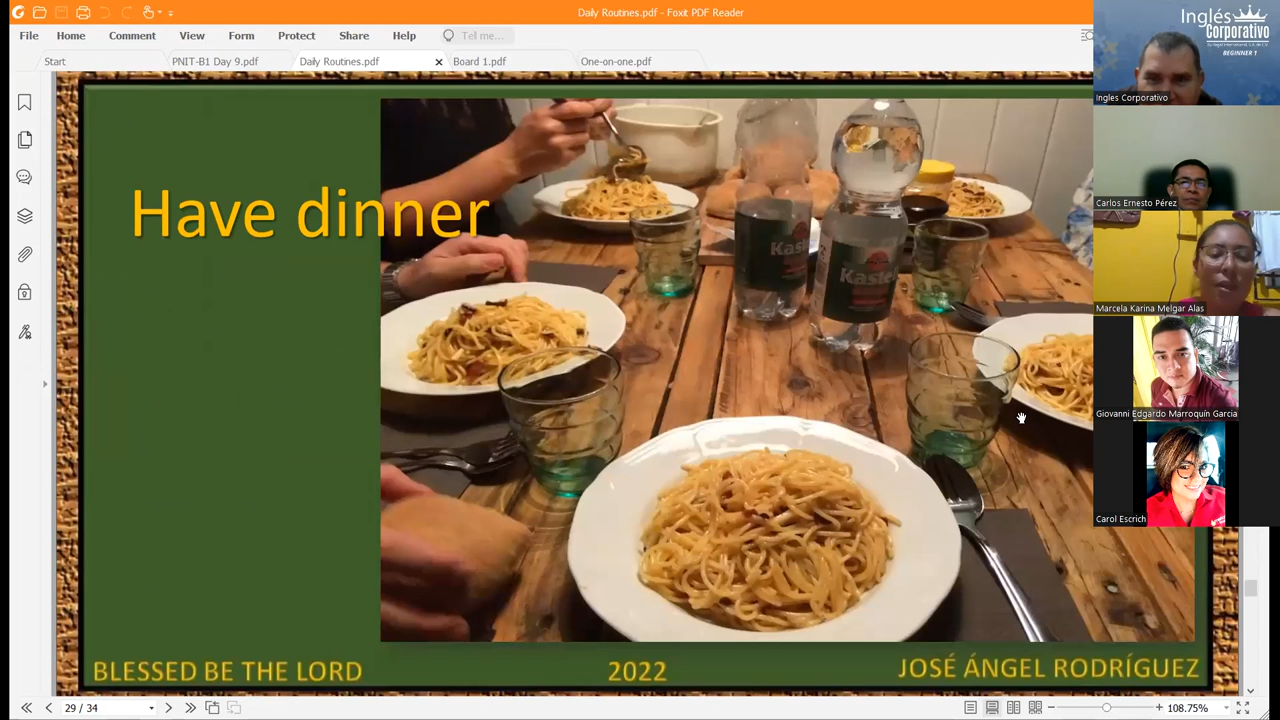 Daily Routines.pdf - Foxit PDF Reader
File Home Comment View Form Protect Share Help Tell me...
Start PNIT-B1 Day 9.pdf Daily Routines.pdf Board 1.pdf One-on-one.pdf
Inglés
Corporativo
BEGINNER 1
Ingles Corporativo
Carlos Ernesto Pérez
Marcela Karina Melgar Alas
Giovanni Edgardo Marroquín Garcia
Carol Escrich
Have dinner
BLESSED BE THE LORD 2022 JOSÉ ÁNGEL RODRÍGUEZ
29 / 34
108.75%